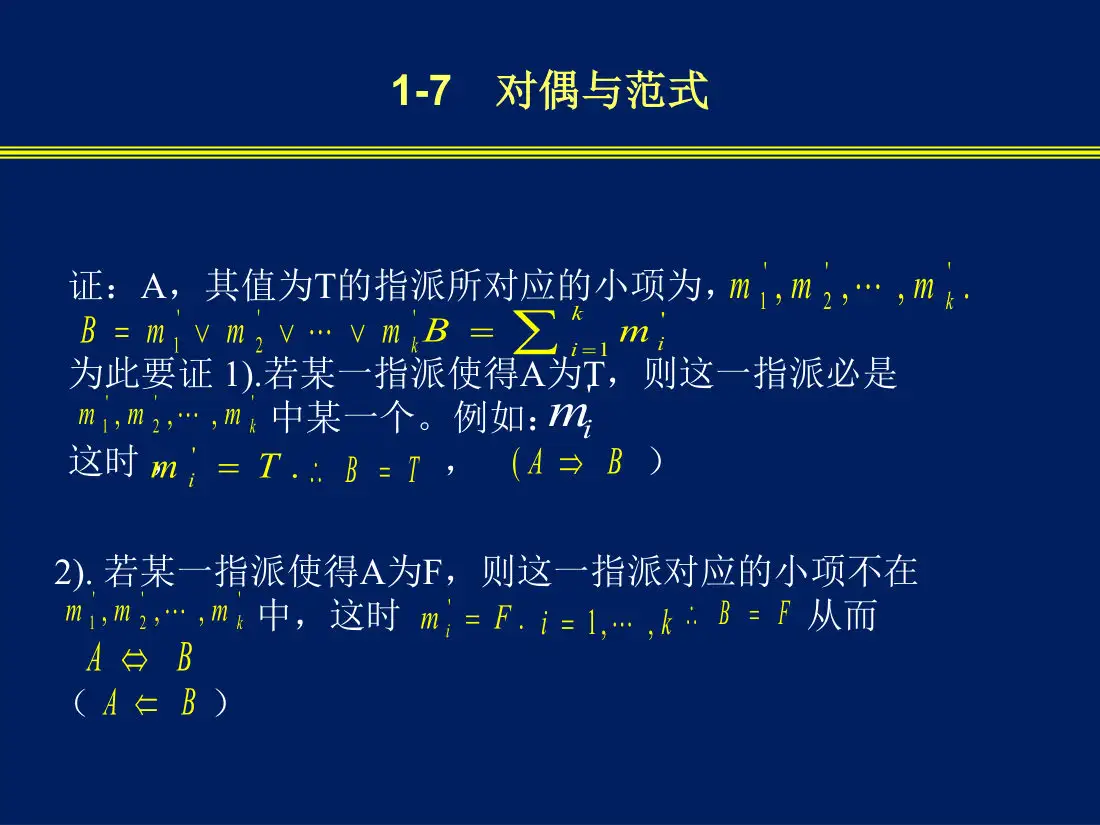 1-7 对偶与范式
证：A，其值为T的指派所对应的小项为，m'₁,m'₂,⋯,m'ₖ.
B = m'₁ ∨ m'₂ ∨ ⋯ ∨ m'ₖ B = ∑ᵏᵢ₌₁ m'ᵢ
为此要证 1).若某一指派使得A为T，则这一指派必是
m'₁,m'₂,⋯,m'ₖ 中某一个。例如：m'ᵢ
这时，m'ᵢ = T.∴ B = T ， (A ⇒ B ）
2). 若某一指派使得A为F，则这一指派对应的小项不在
m'₁,m'₂,⋯,m'ₖ 中，这时 m'ᵢ = F. i = 1,⋯,k ∴ B = F 从而
A ⇔ B
（ A ⇐ B ）